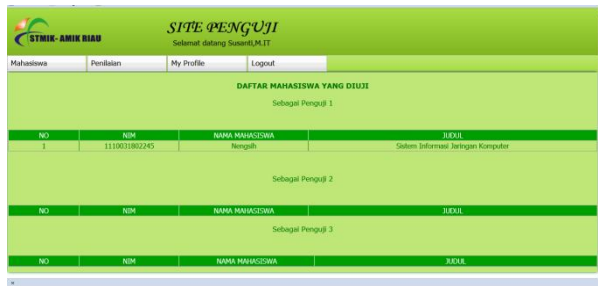 STMIK- AMIK RIAU
SITE PENGUJI
Selamat datang Susanti,M.IT
Mahasiswa Penilaian My Profile Logout
DAFTAR MAHASISWA YANG DIUJI
Sebagai Penguji 1
NO NIM NAMA MAHASISWA JUDUL
1 1110031802245 Nengsih Sistem Informasi Jaringan Komputer
Sebagai Penguji 2
NO NIM NAMA MAHASISWA JUDUL
Sebagai Penguji 3
NO NIM NAMA MAHASISWA JUDUL